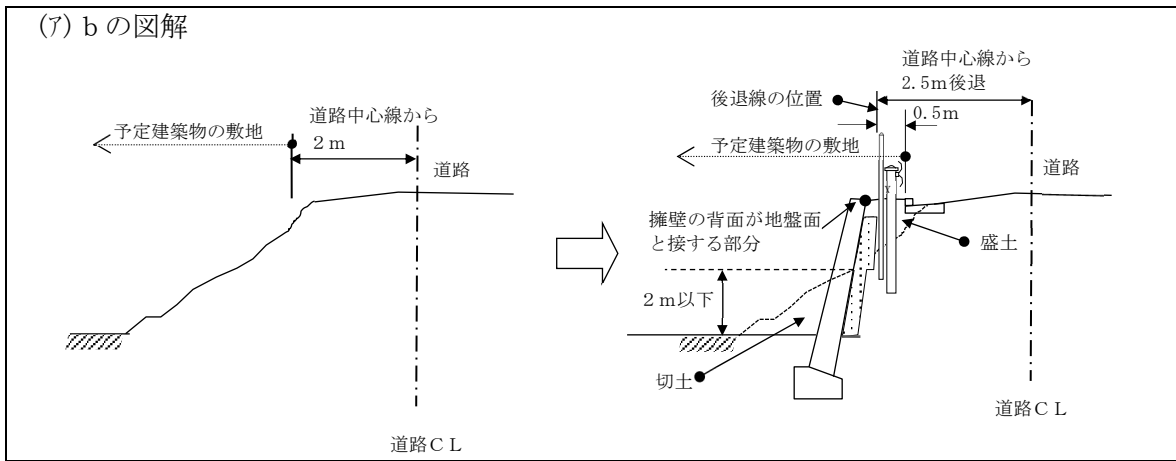 (ア) b の図解
道路中心線から
2 m
予定建築物の敷地
道路
道路ＣＬ
道路中心線から
2.5m後退
後退線の位置
0.5m
予定建築物の敷地
道路
擁壁の背面が地盤面
と接する部分
盛土
2 m以下
切土
道路ＣＬ